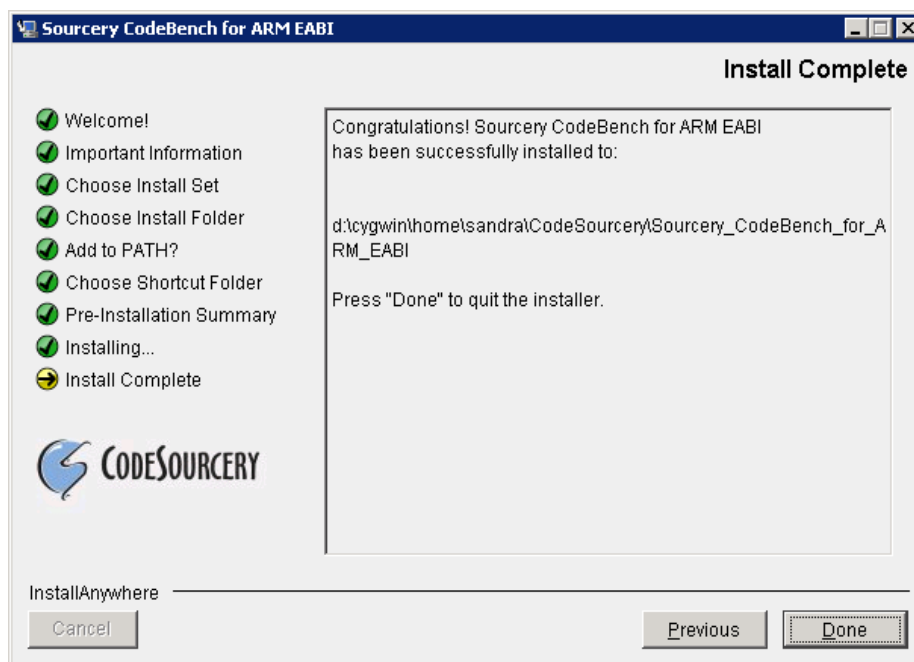 Sourcery CodeBench for ARM EABI
Install Complete
Welcome!
Important Information
Choose Install Set
Choose Install Folder
Add to PATH?
Choose Shortcut Folder
Pre-Installation Summary
Installing...
Install Complete
CODESOURCERY
Congratulations! Sourcery CodeBench for ARM EABI
has been successfully installed to:
d:\cygwin\home\sandra\CodeSourcery\Sourcery_CodeBench_for_A
RM_EABI
Press "Done" to quit the installer.
InstallAnywhere
Cancel
Previous
Done